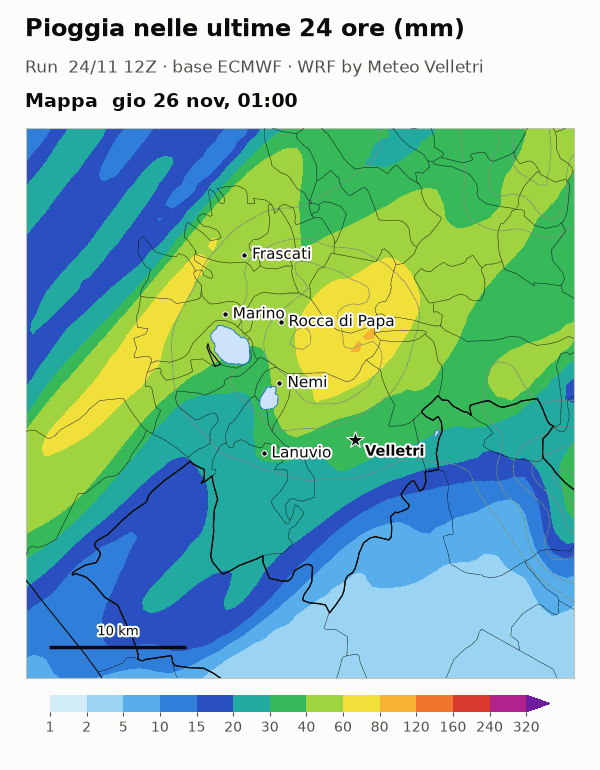 Pioggia nelle ultime 24 ore (mm)
Run  24/11 12Z · base ECMWF · WRF by Meteo Velletri
Mappa  gio 26 nov, 01:00
Frascati
Marino
Rocca di Papa
Nemi
Velletri
Lanuvio
10 km
1 2 5 10 15 20 30 40 60 80 120 160 240 320